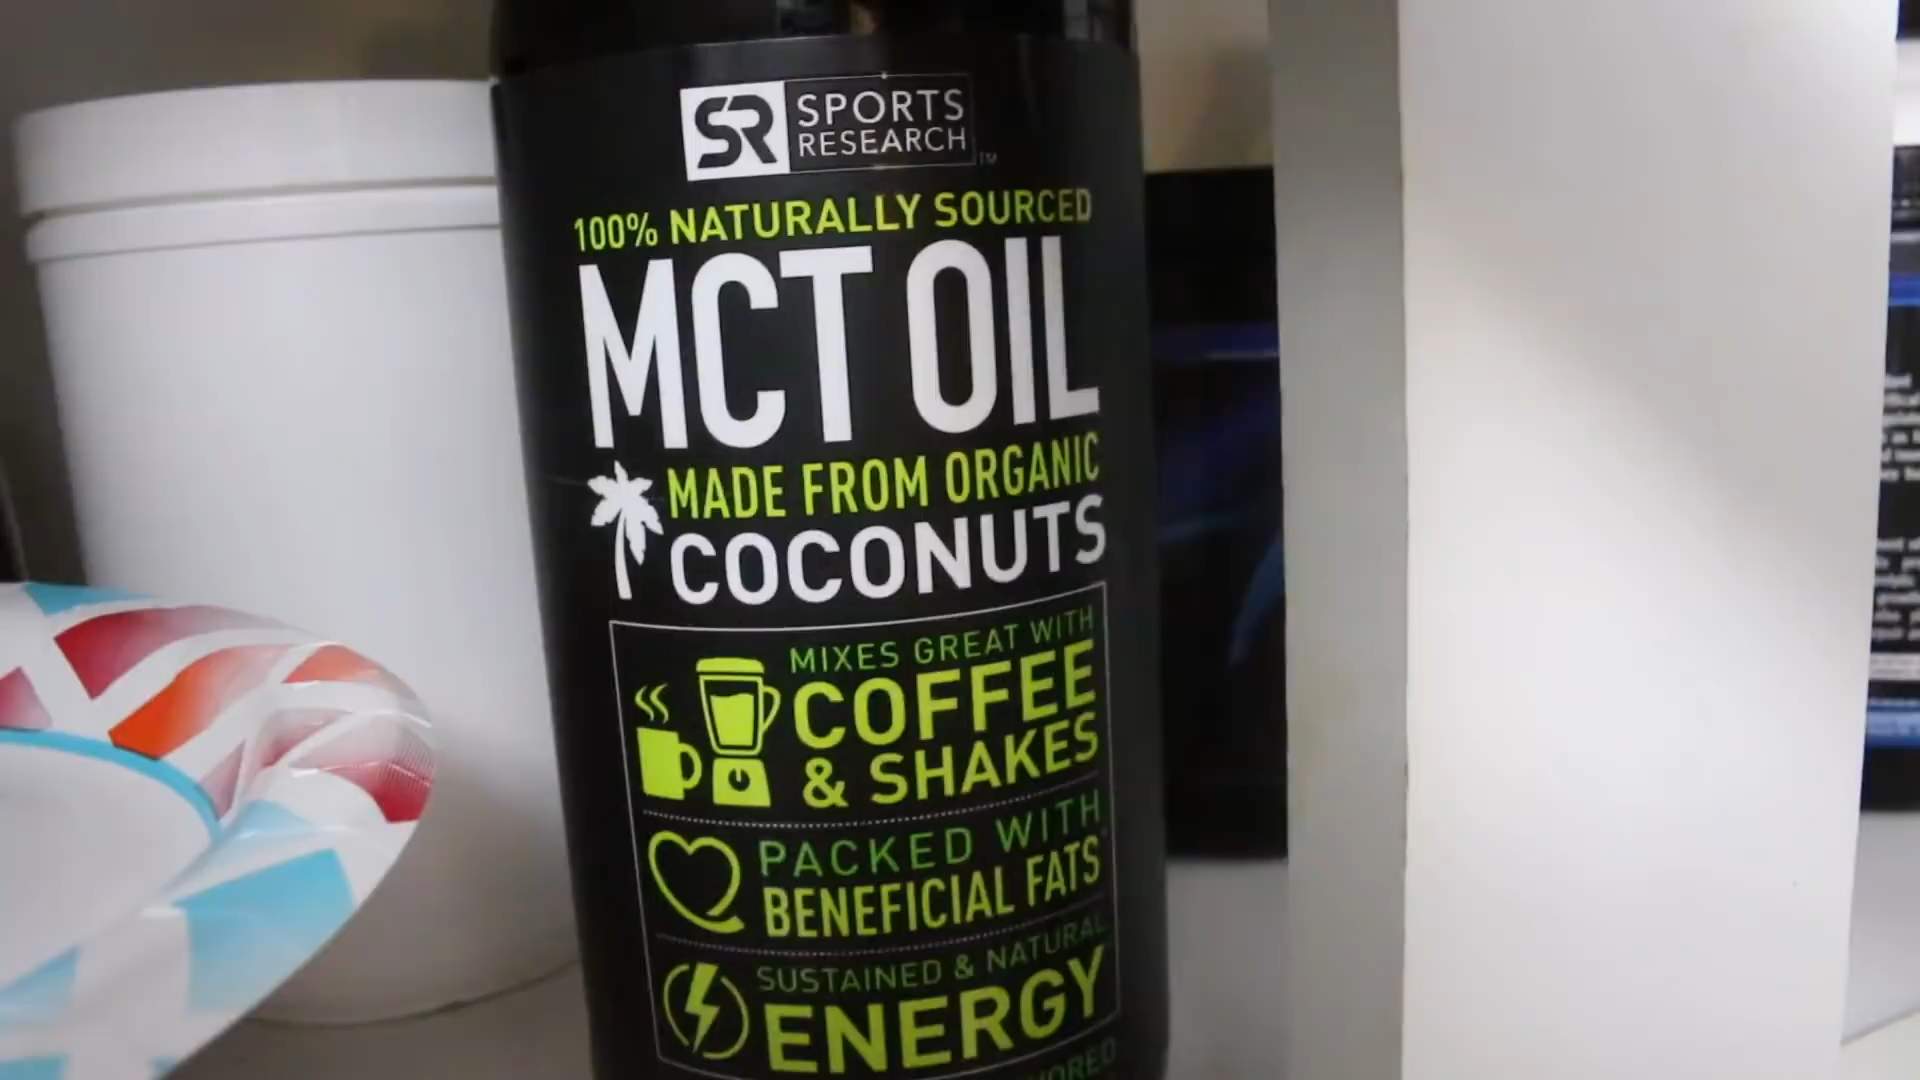 SR SPORTS
RESEARCH™
100% NATURALLY SOURCED
MCT OIL
MADE FROM ORGANIC
COCONUTS
MIXES GREAT WITH
COFFEE
& SHAKES
PACKED WITH
BENEFICIAL FATS
SUSTAINED & NATURAL
ENERGY